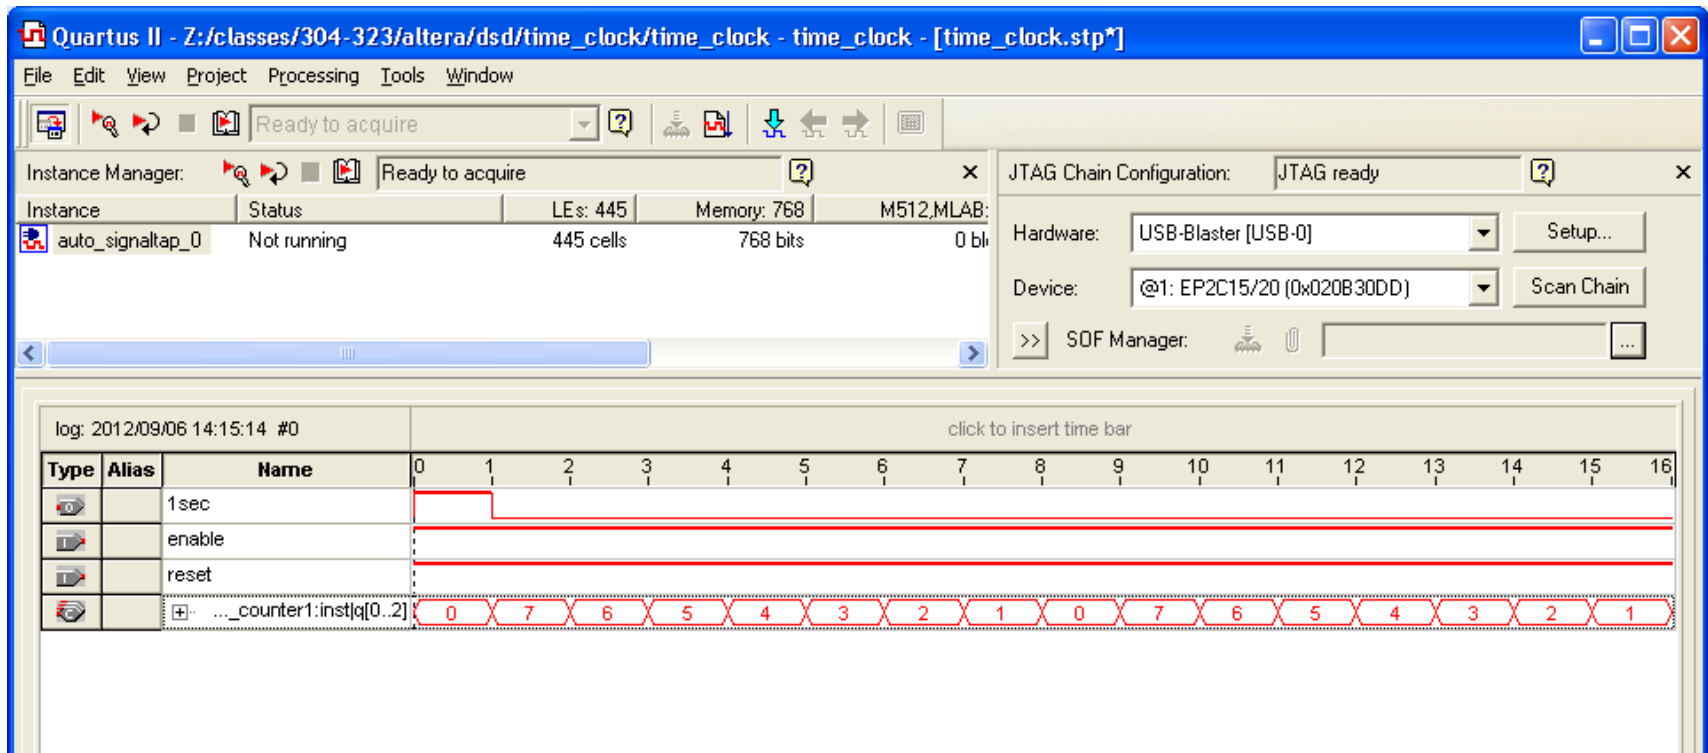 Quartus II - Z:/classes/304-323/altera/dsd/time_clock/time_clock - time_clock - [time_clock.stp*]
File Edit View Project Processing Tools Window
Ready to acquire
Instance Manager: Ready to acquire
JTAG Chain Configuration: JTAG ready
Instance Status LEs: 445 Memory: 768 M512,MLAB:
auto_signaltap_0 Not running 445 cells 768 bits 0 blo
Hardware: USB-Blaster [USB-0] Setup...
Device: @1: EP2C15/20 (0x020B30DD) Scan Chain
>> SOF Manager: ...
log: 2012/09/06 14:15:14 #0 click to insert time bar
Type Alias Name 0 1 2 3 4 5 6 7 8 9 10 11 12 13 14 15 16
1sec
enable
reset
..._counter1:inst|q[0..2] 0 7 6 5 4 3 2 1 0 7 6 5 4 3 2 1